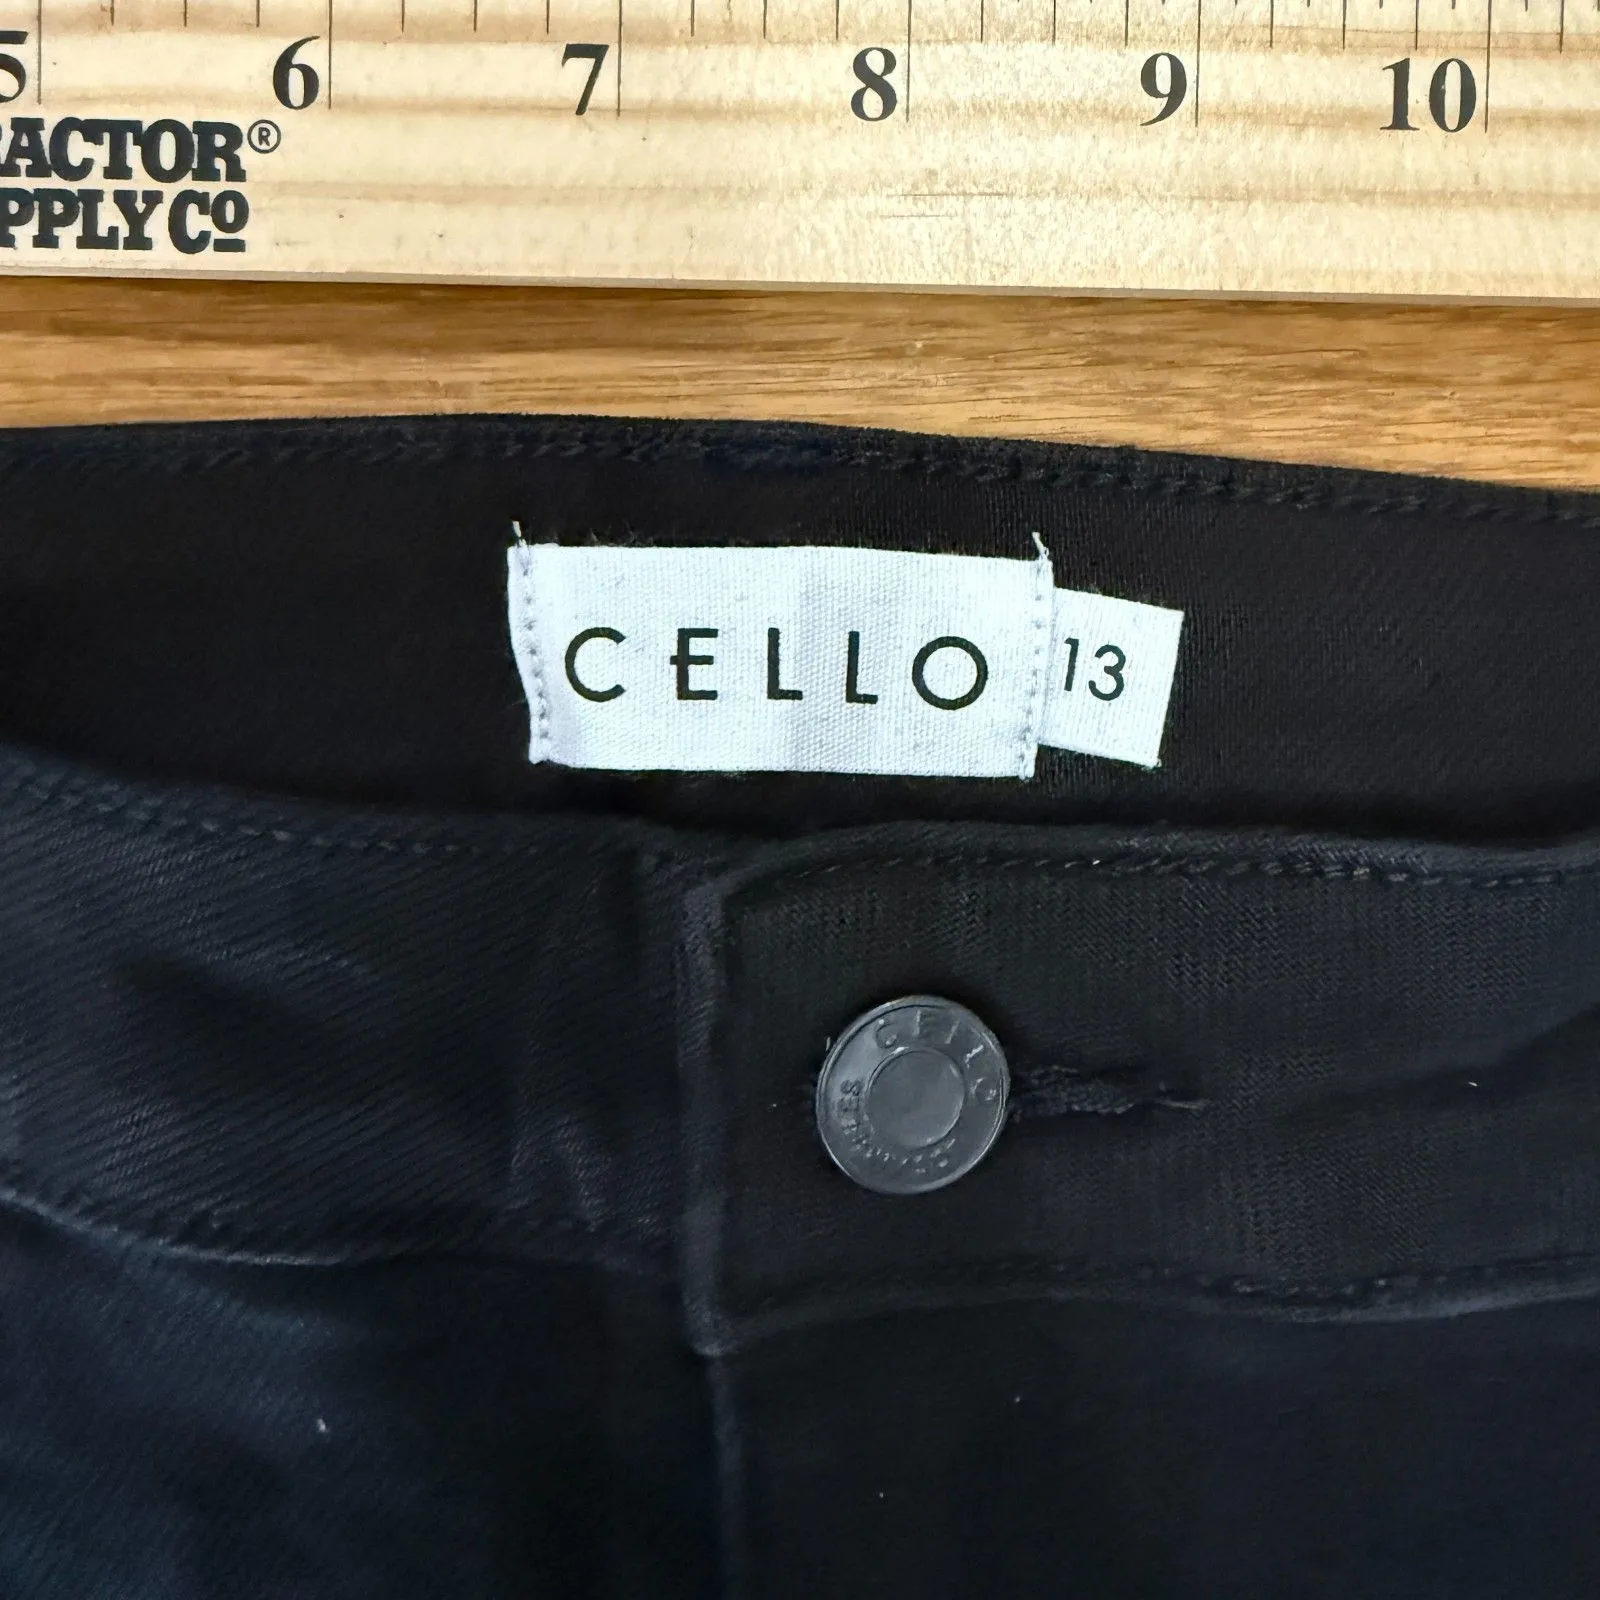 5 6 7 8 9 10
RACTOR®
PPLY Co
CELLO
13
CELLO